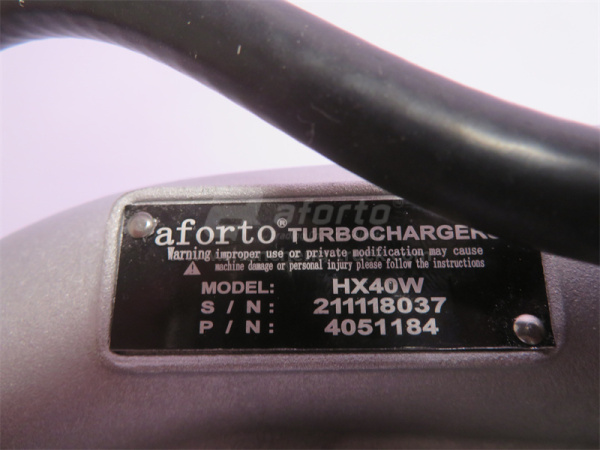 aforto
aforto® TURBOCHARGERS
Warning improper use or private modification may cause
machine damage or personal injury please follow the instructions
MODEL: HX40W
S / N: 211118037
P / N: 4051184